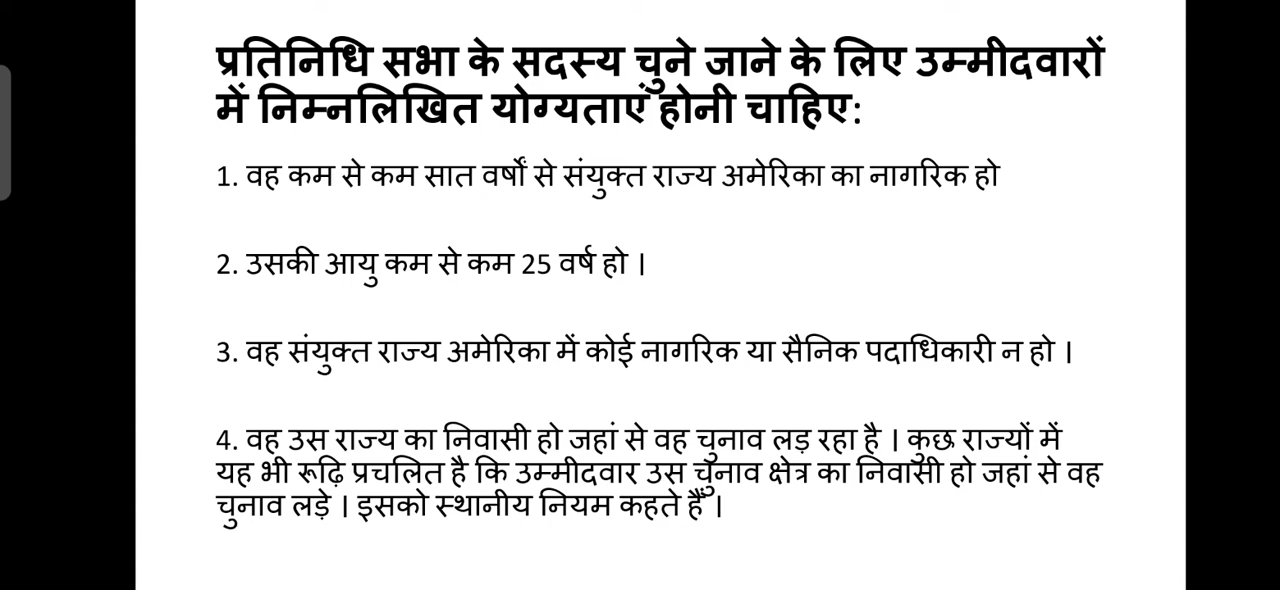 प्रतिनिधि सभा के सदस्य चुने जाने के लिए उम्मीदवारों
में निम्नलिखित योग्यताएं होनी चाहिए:
1. वह कम से कम सात वर्षों से संयुक्त राज्य अमेरिका का नागरिक हो
2. उसकी आयु कम से कम 25 वर्ष हो ।
3. वह संयुक्त राज्य अमेरिका में कोई नागरिक या सैनिक पदाधिकारी न हो ।
4. वह उस राज्य का निवासी हो जहां से वह चुनाव लड़ रहा है । कुछ राज्यों में
यह भी रूढ़ि प्रचलित है कि उम्मीदवार उस चुनाव क्षेत्र का निवासी हो जहां से वह
चुनाव लड़े । इसको स्थानीय नियम कहते हैं ।